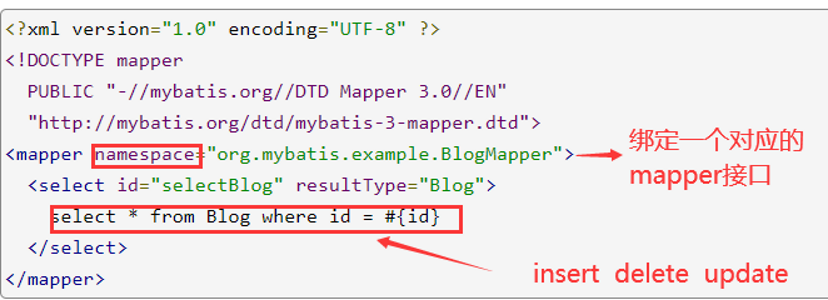 <?xml version="1.0" encoding="UTF-8" ?>
<!DOCTYPE mapper
PUBLIC "-//mybatis.org//DTD Mapper 3.0//EN"
"http://mybatis.org/dtd/mybatis-3-mapper.dtd">
<mapper namespace="org.mybatis.example.BlogMapper">
绑定一个对应的
mapper接口
<select id="selectBlog" resultType="Blog">
select * from Blog where id = #{id}
</select>
insert delete update
</mapper>